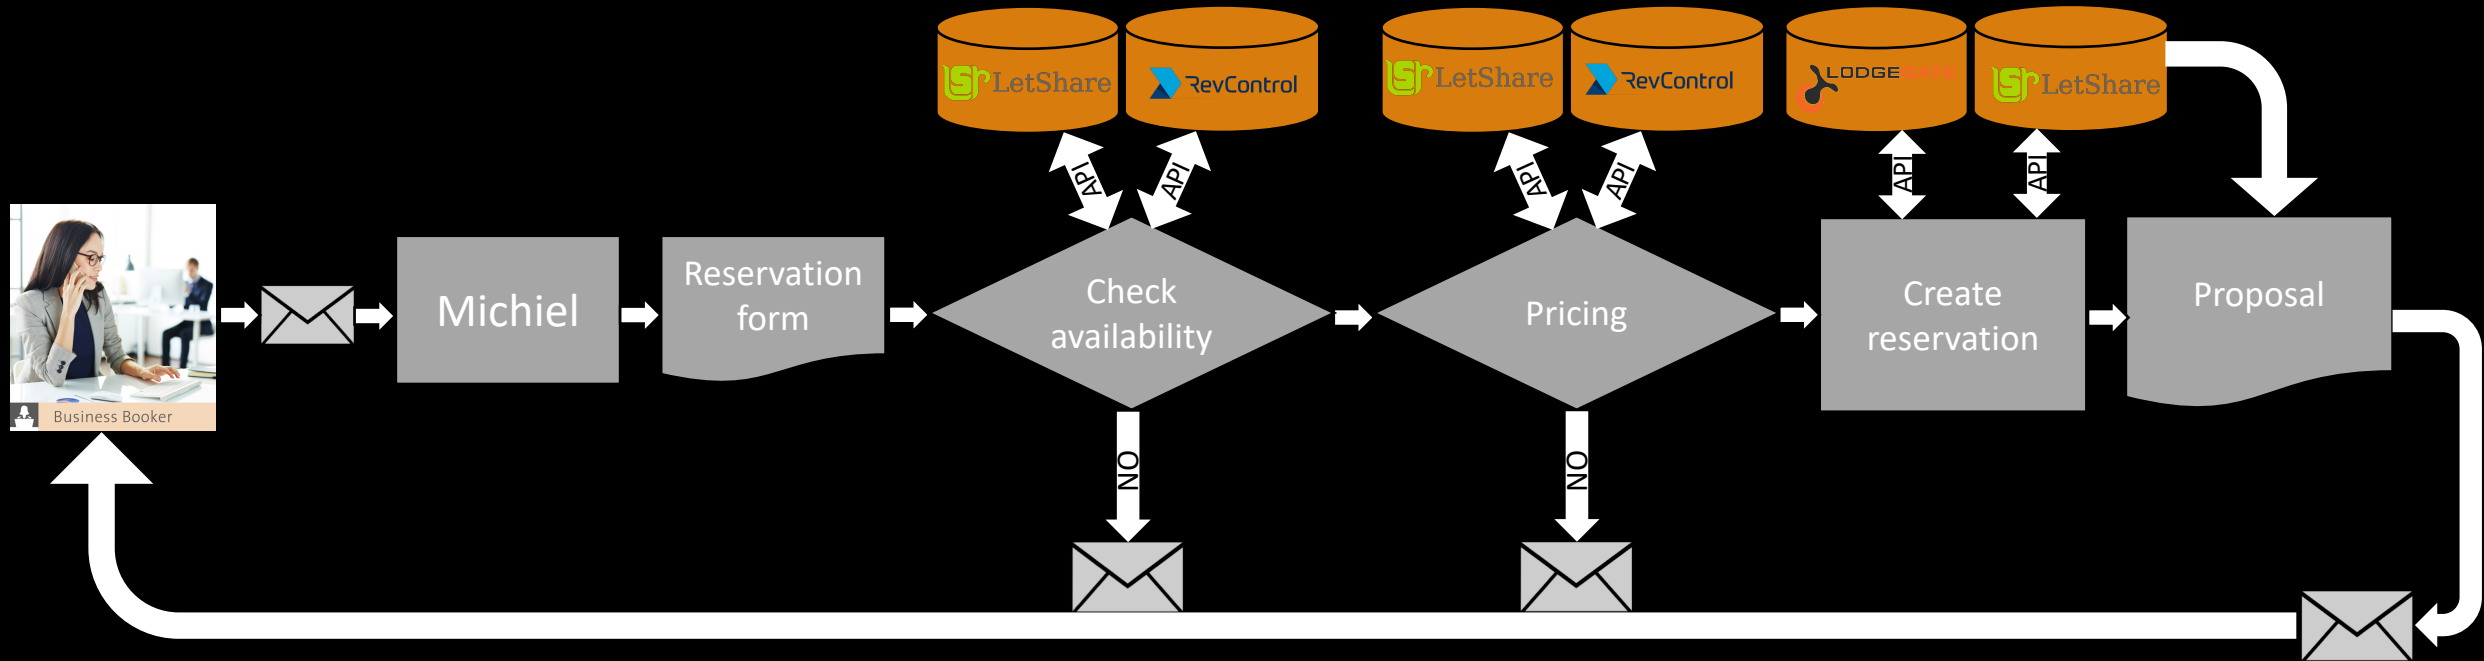 LetShare
RevControl
LetShare
RevControl
LODGEGATE
LetShare
API
API
API
API
API
API
Business Booker
Michiel
Reservation
form
Check
availability
Pricing
Create
reservation
Proposal
NO
NO